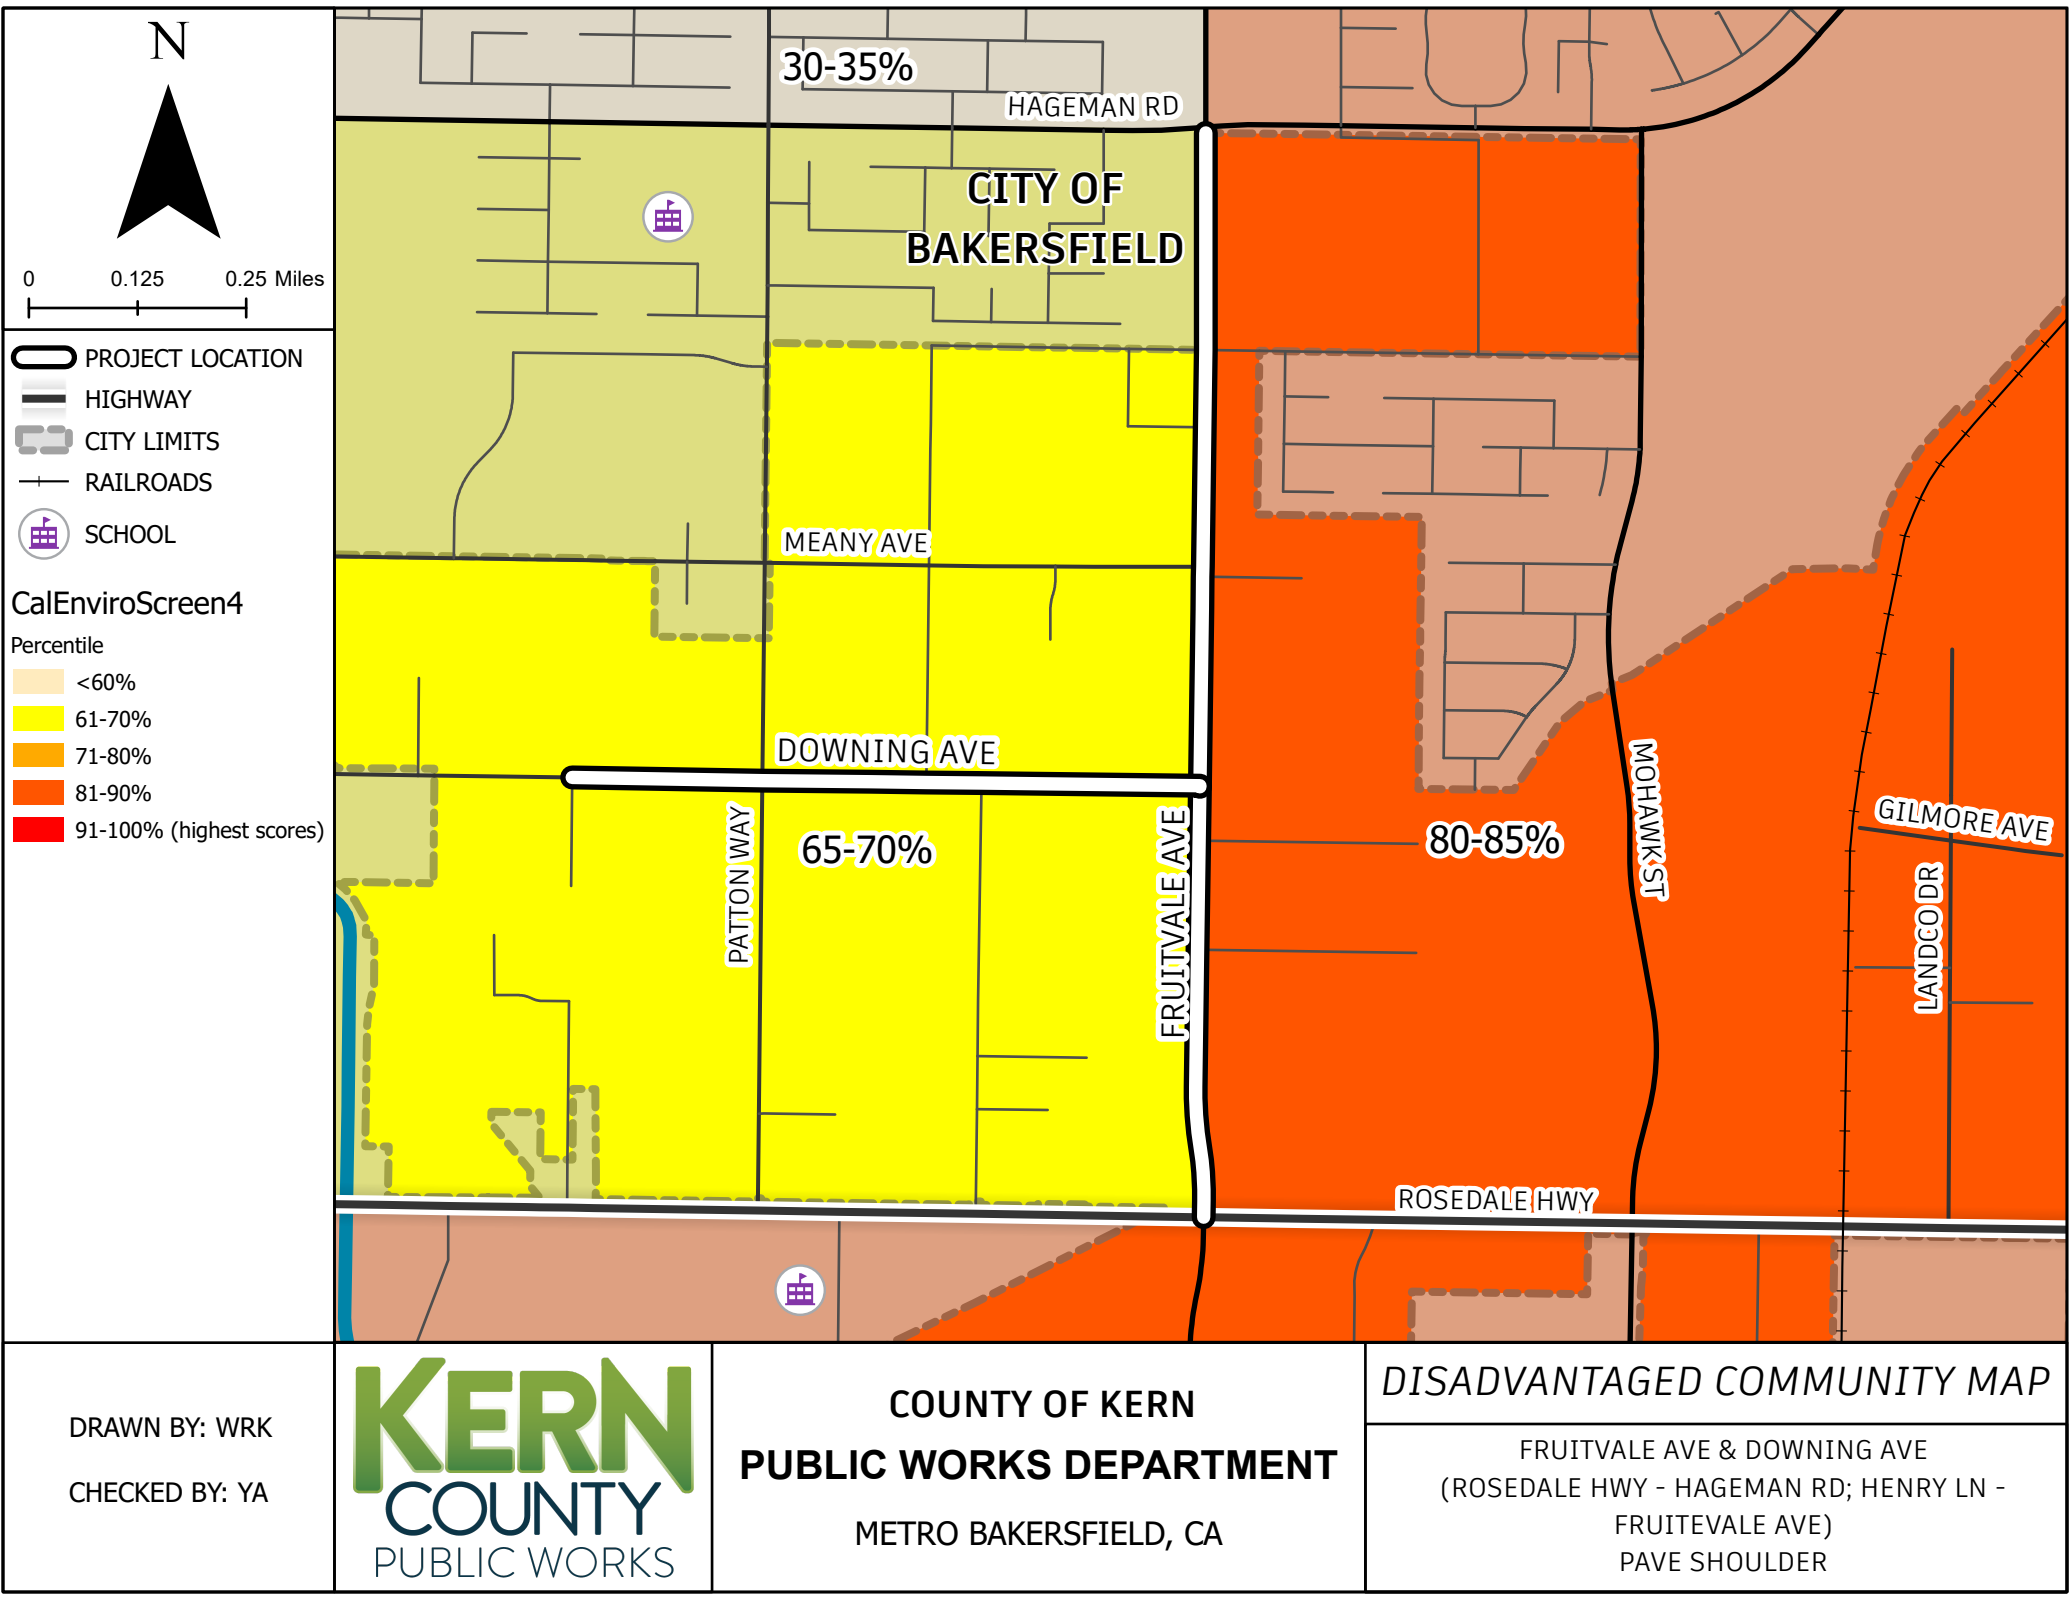 N
0 0.125 0.25 Miles
PROJECT LOCATION
HIGHWAY
CITY LIMITS
RAILROADS
SCHOOL
CalEnviroScreen4
Percentile
<60%
61-70%
71-80%
81-90%
91-100% (highest scores)
30-35%
HAGEMAN RD
CITY OF
BAKERSFIELD
MEANY AVE
DOWNING AVE
PATTON WAY
65-70%
FRUITVALE AVE
80-85%
MOHAWK ST
GILMORE AVE
LANDCO DR
ROSEDALE HWY
DRAWN BY: WRK
CHECKED BY: YA
KERN
COUNTY
PUBLIC WORKS
COUNTY OF KERN
PUBLIC WORKS DEPARTMENT
METRO BAKERSFIELD, CA
DISADVANTAGED COMMUNITY MAP
FRUITVALE AVE & DOWNING AVE
(ROSEDALE HWY - HAGEMAN RD; HENRY LN -
FRUITEVALE AVE)
PAVE SHOULDER